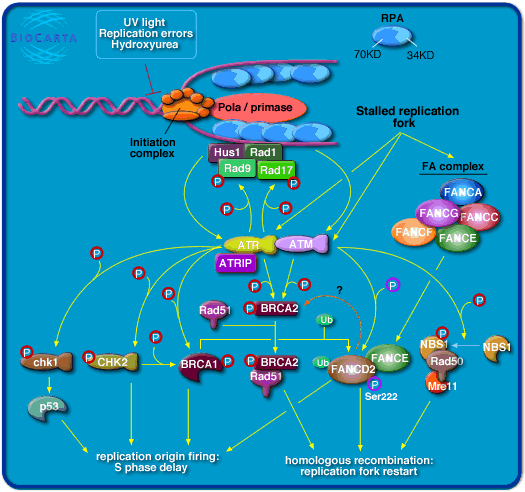 BIOCARTA
UV light
Replication errors
Hydroxyurea
RPA
70KD
34KD
Pola / primase
Initiation
complex
Stalled replication
fork
Hus1
Rad1
Rad9
Rad17
P
P
P
P
FA complex
FANCA
FANCG
FANCC
FANCF
FANCE
ATR
ATM
ATRIP
P
P
P
P
P
P
P
P
?
Rad51
P
BRCA2
Ub
P
P
NBS1
NBS1
P
chk1
P
CHK2
P
BRCA1
P
P
BRCA2
Rad51
Ub
FANCD2
FANCE
P
Ser222
Rad50
Mre11
p53
replication origin firing:
S phase delay
homologous recombination:
replication fork restart